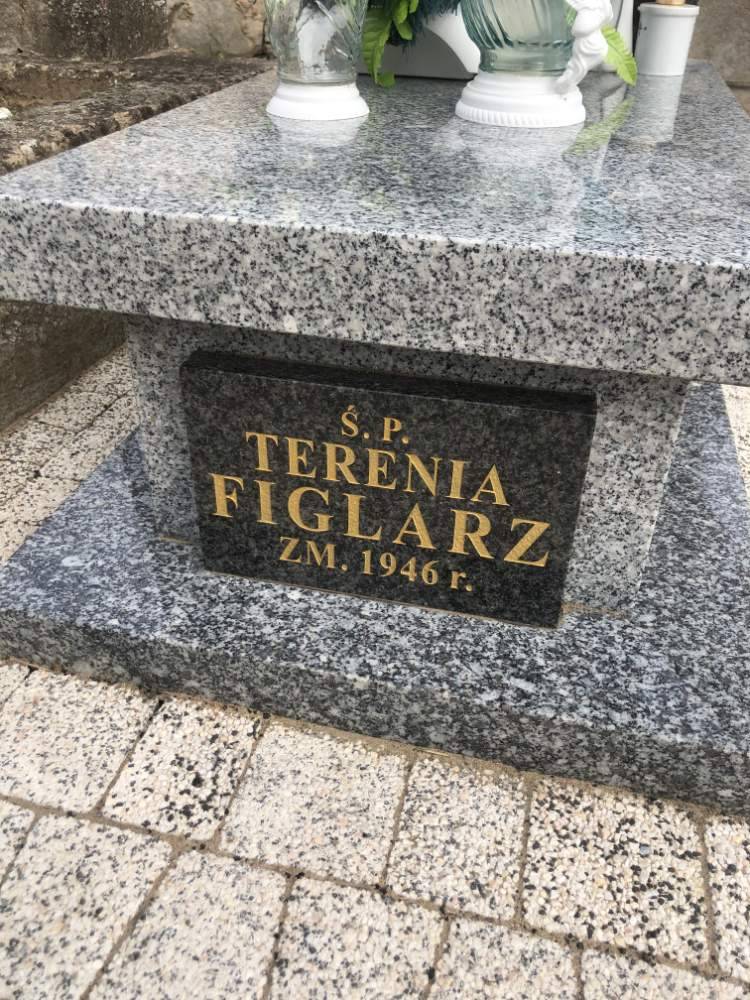 Ś. P.
TERENIA
FIGLARZ
ZM. 1946 r.